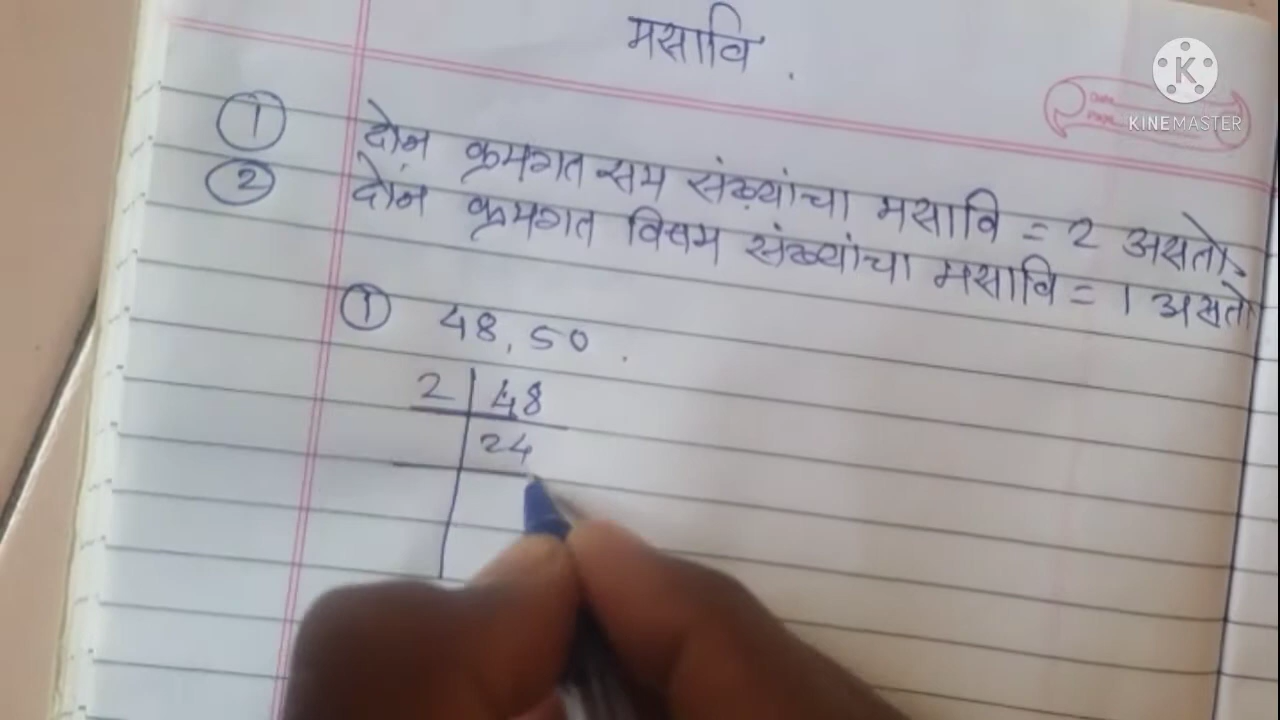 मसावि.
K
KINEMASTER
① दोन क्रमगत सम संख्यांचा मसावि = 2 असतो.
② दोन क्रमगत विषम संख्यांचा मसावि = 1 असतो
① 48, 50.
2 | 48
24